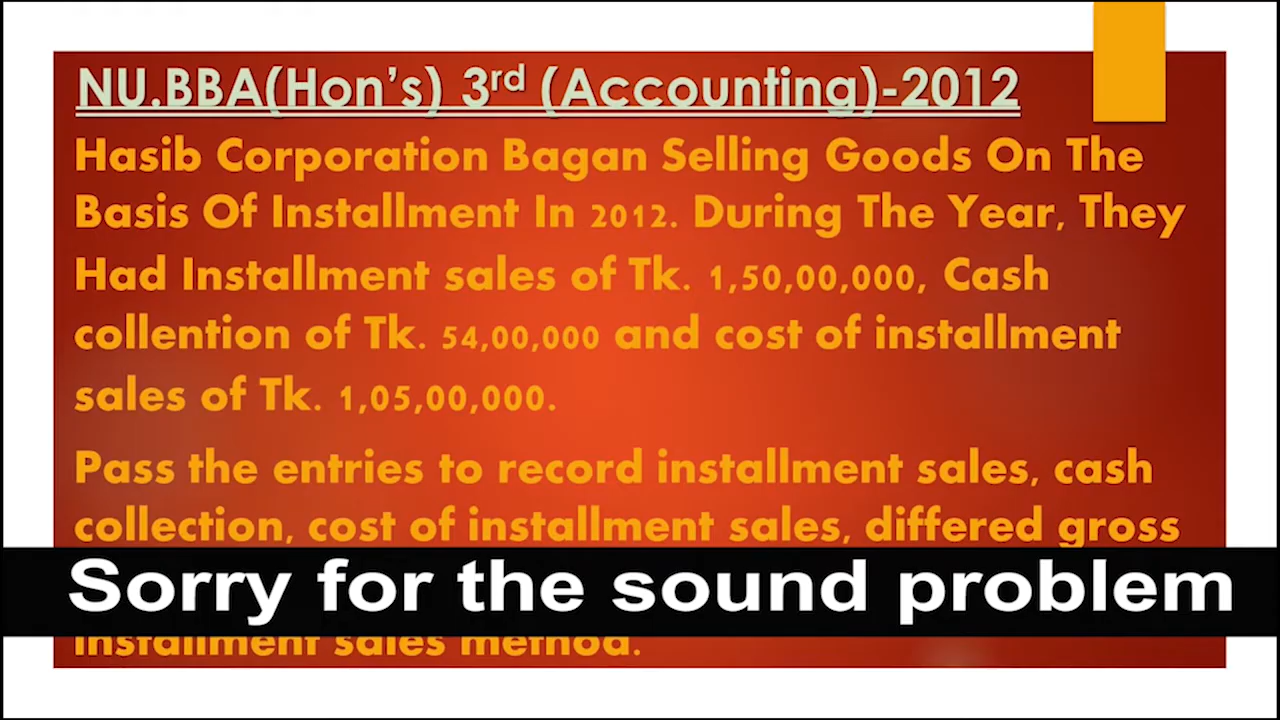 NU.BBA(Hon's) 3rd (Accounting)-2012
Hasib Corporation Bagan Selling Goods On The
Basis Of Installment In 2012. During The Year, They
Had Installment sales of Tk. 1,50,00,000, Cash
collention of Tk. 54,00,000 and cost of installment
sales of Tk. 1,05,00,000.
Pass the entries to record installment sales, cash
collection, cost of installment sales, differed gross
Sorry for the sound problem
installment sales method.